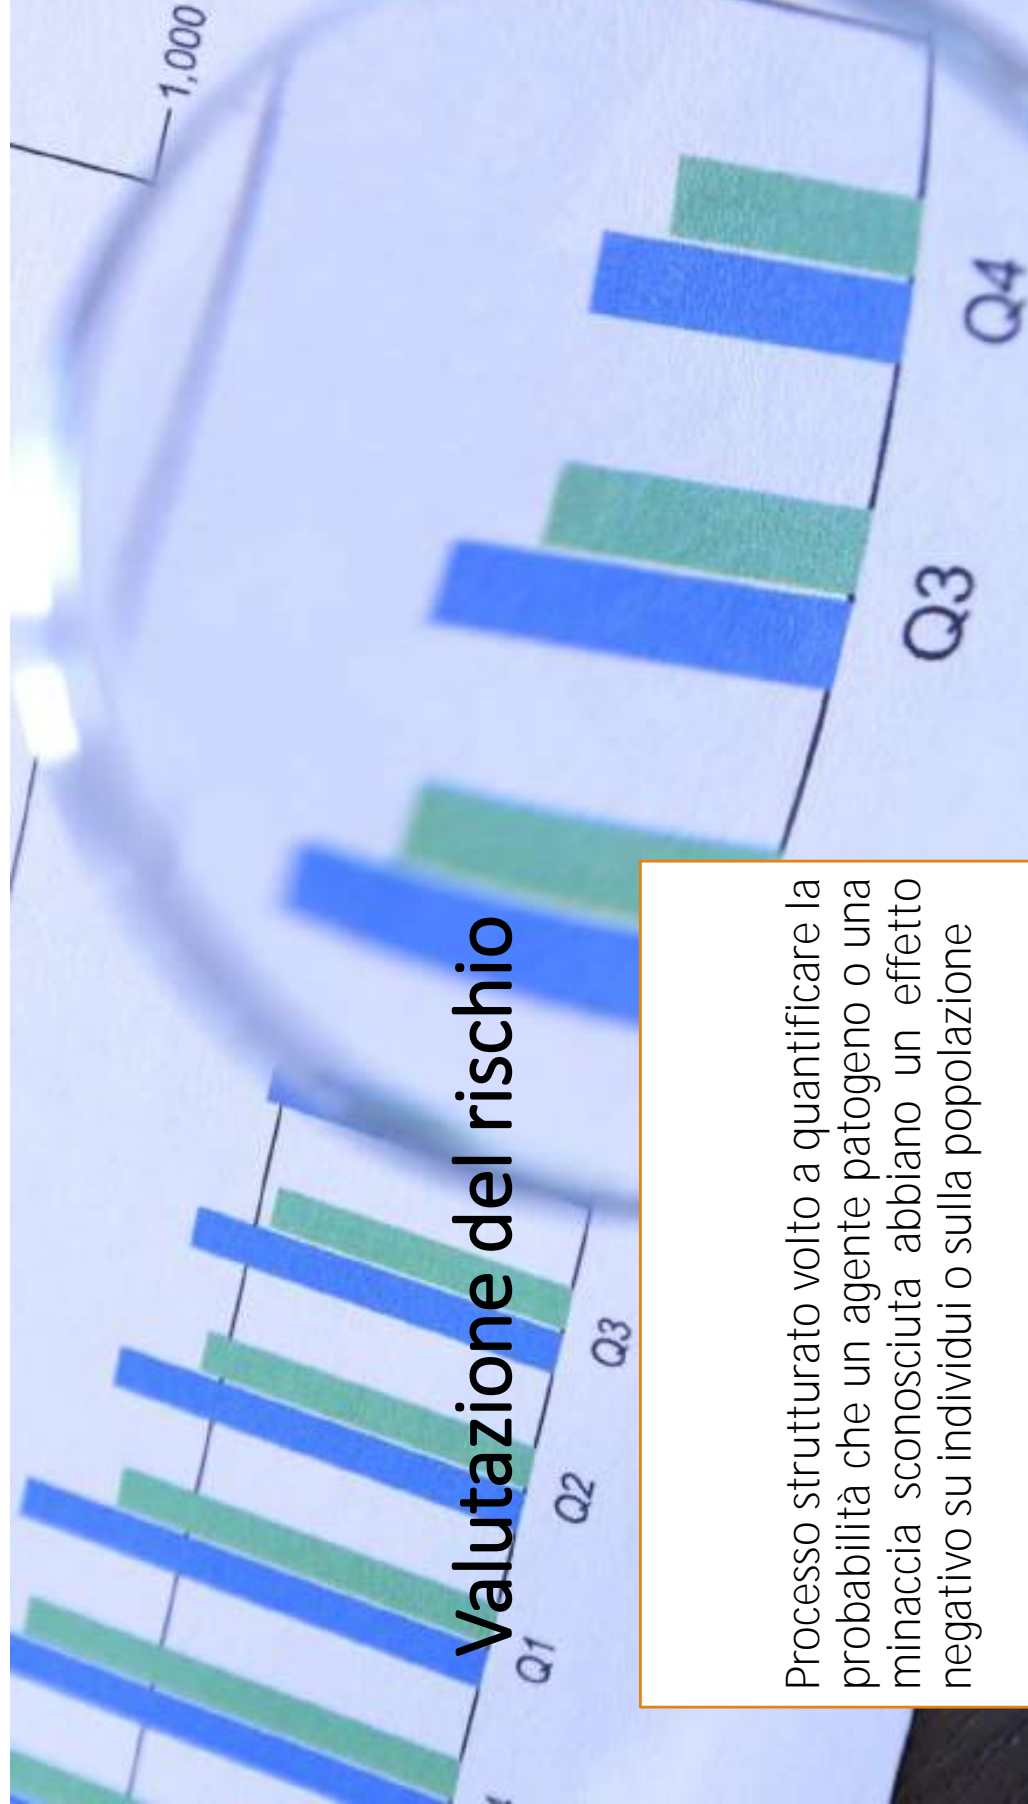 Valutazione del rischio
Processo strutturato volto a quantificare la
probabilità che un agente patogeno o una
minaccia sconosciuta abbiano un effetto
negativo su individui o sulla popolazione
1,000
Q1
Q2
Q3
Q3
Q4